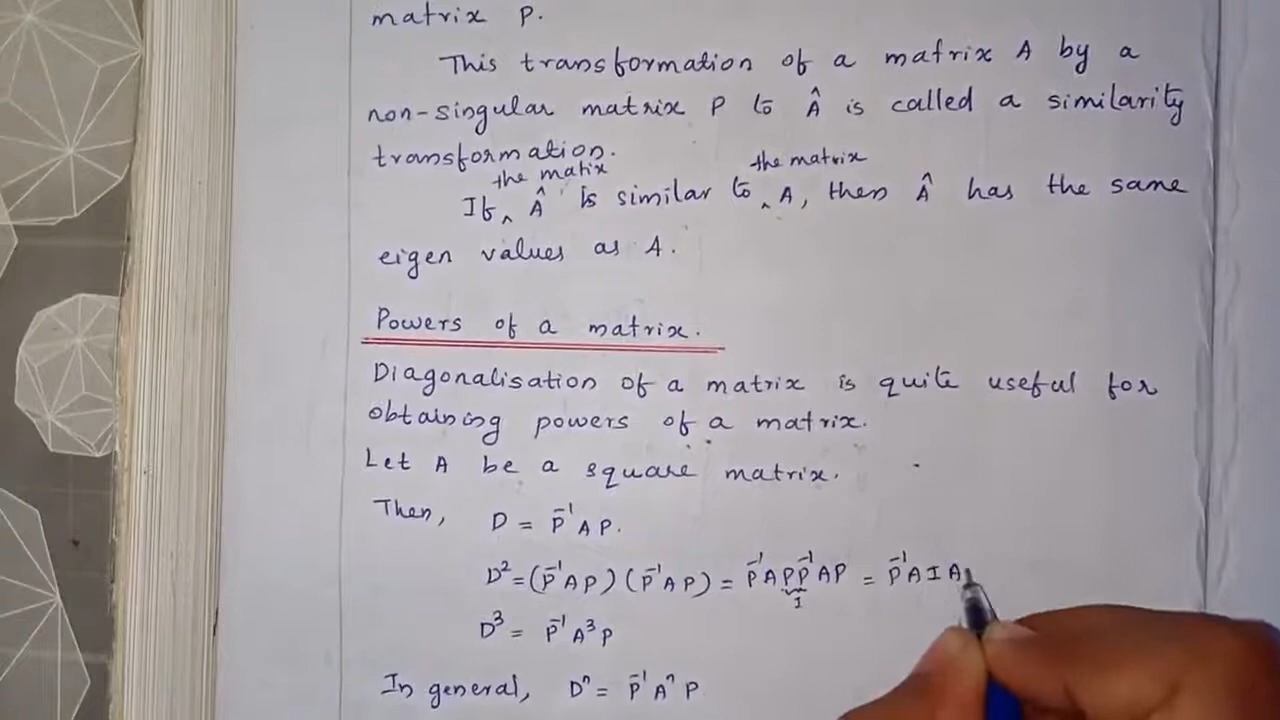 matrix P.
This transformation of a matrix A by a
non-singular matrix P to Â is called a similarity
transformation.
the matix the matrix
If ‸ Â is similar to ‸ A, then Â has the same
eigen values as A.
Powers of a matrix.
Diagonalisation of a matrix is quite useful for
obtaining powers of a matrix.
Let A be a square matrix.
Then, D = P⁻¹AP.
D² = (P⁻¹AP)(P⁻¹AP) = P⁻¹APP⁻¹AP = P⁻¹AIA
I
D³ = P⁻¹A³P
In general, Dⁿ = P⁻¹AⁿP